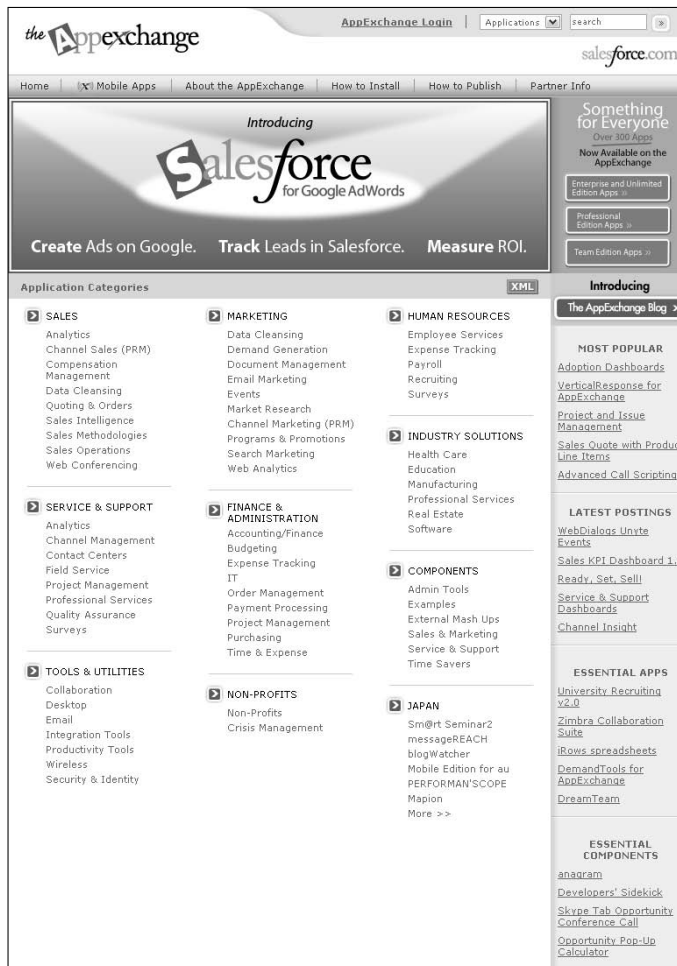 the Appexchange
AppExchange Login
Applications
search
salesforce.com
Home
Mobile Apps
About the AppExchange
How to Install
How to Publish
Partner Info
Introducing
Salesforce
for Google AdWords
Create Ads on Google. Track Leads in Salesforce. Measure ROI.
Something
for Everyone
Over 300 Apps
Now Available on the
AppExchange
Enterprise and Unlimited
Edition Apps »
Professional
Edition Apps »
Team Edition Apps »
Application Categories
XML
SALES
Analytics
Channel Sales (PRM)
Compensation
Management
Data Cleansing
Quoting & Orders
Sales Intelligence
Sales Methodologies
Sales Operations
Web Conferencing
SERVICE & SUPPORT
Analytics
Channel Management
Contact Centers
Field Service
Project Management
Professional Services
Quality Assurance
Surveys
TOOLS & UTILITIES
Collaboration
Desktop
Email
Integration Tools
Productivity Tools
Wireless
Security & Identity
MARKETING
Data Cleansing
Demand Generation
Document Management
Email Marketing
Events
Market Research
Channel Marketing (PRM)
Programs & Promotions
Search Marketing
Web Analytics
FINANCE &
ADMINISTRATION
Accounting/Finance
Budgeting
Expense Tracking
IT
Order Management
Payment Processing
Project Management
Purchasing
Time & Expense
NON-PROFITS
Non-Profits
Crisis Management
HUMAN RESOURCES
Employee Services
Expense Tracking
Payroll
Recruiting
Surveys
INDUSTRY SOLUTIONS
Health Care
Education
Manufacturing
Professional Services
Real Estate
Software
COMPONENTS
Admin Tools
Examples
External Mash Ups
Sales & Marketing
Service & Support
Time Savers
JAPAN
Sm@rt Seminar2
messageREACH
blogWatcher
Mobile Edition for au
PERFORMAN'SCOPE
Mapion
More >>
Introducing
The AppExchange Blog
MOST POPULAR
Adoption Dashboards
VerticalResponse for
AppExchange
Project and Issue
Management
Sales Quote with Produc
Line Items
Advanced Call Scripting
LATEST POSTINGS
WebDialogs Unyte
Events
Sales KPI Dashboard 1.
Ready, Set, Sell!
Service & Support
Dashboards
Channel Insight
ESSENTIAL APPS
University Recruiting
v2.0
Zimbra Collaboration
Suite
iRows spreadsheets
DemandTools for
AppExchange
DreamTeam
ESSENTIAL
COMPONENTS
anagram
Developers' Sidekick
Skype Tab Opportunity
Conference Call
Opportunity Pop-Up
Calculator